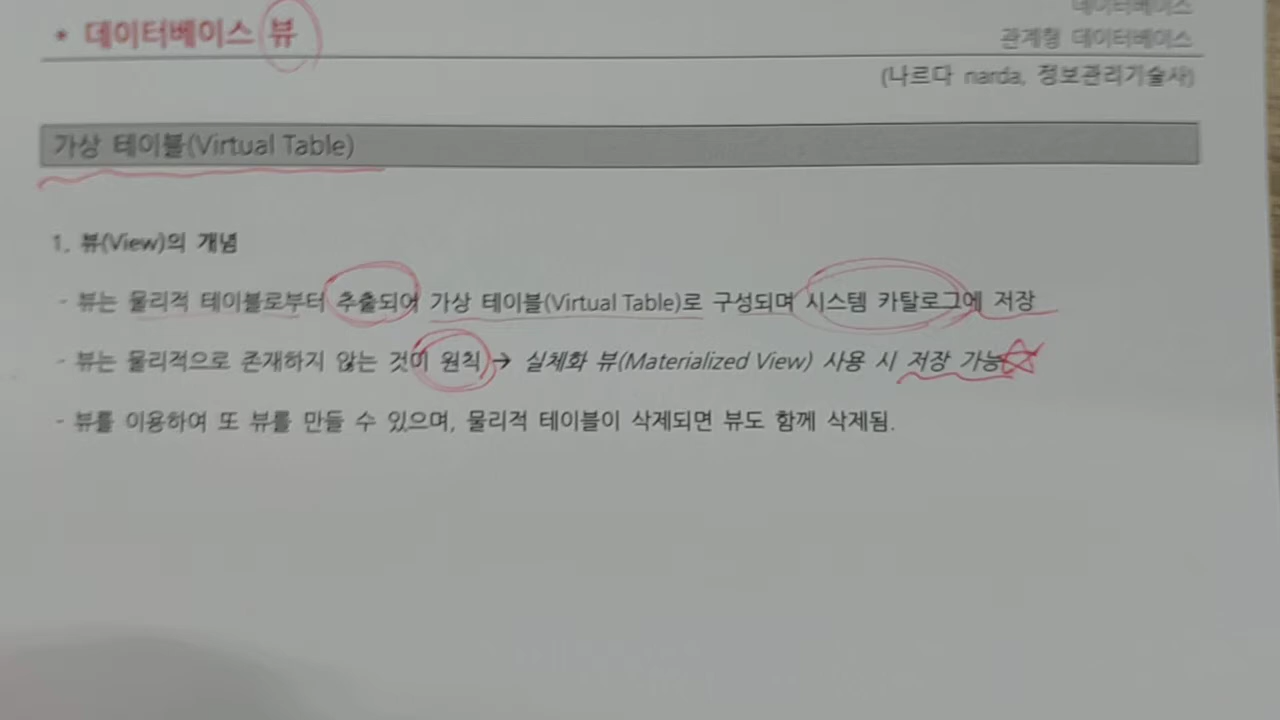 데이터베이스
* 데이터베이스 뷰
관계형 데이터베이스
(나르다 narda, 정보관리기술사)
가상 테이블(Virtual Table)
1. 뷰(View)의 개념
- 뷰는 물리적 테이블로부터 추출되어 가상 테이블(Virtual Table)로 구성되며 시스템 카탈로그에 저장
- 뷰는 물리적으로 존재하지 않는 것이 원칙 → 실체화 뷰(Materialized View) 사용 시 저장 가능
- 뷰를 이용하여 또 뷰를 만들 수 있으며, 물리적 테이블이 삭제되면 뷰도 함께 삭제됨.